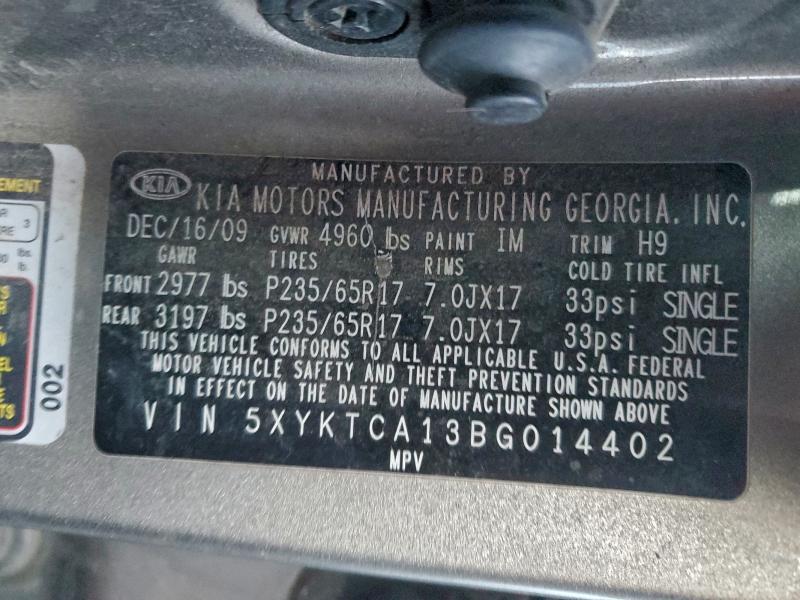 MANUFACTURED BY
KIA KIA MOTORS MANUFACTURING GEORGIA, INC.
DEC/16/09 GVWR 4960 lbs PAINT IM TRIM H9
GAWR TIRES RIMS COLD TIRE INFL
FRONT 2977 lbs P235/65R17 7.0JX17 33psi SINGLE
REAR 3197 lbs P235/65R17 7.0JX17 33psi SINGLE
THIS VEHICLE CONFORMS TO ALL APPLICABLE U.S.A. FEDERAL
MOTOR VEHICLE SAFETY AND THEFT PREVENTION STANDARDS
IN EFFECT ON THE DATE OF MANUFACTURE SHOWN ABOVE
VIN 5XYKTCA13BG014402
MPV
3
lbs.
002